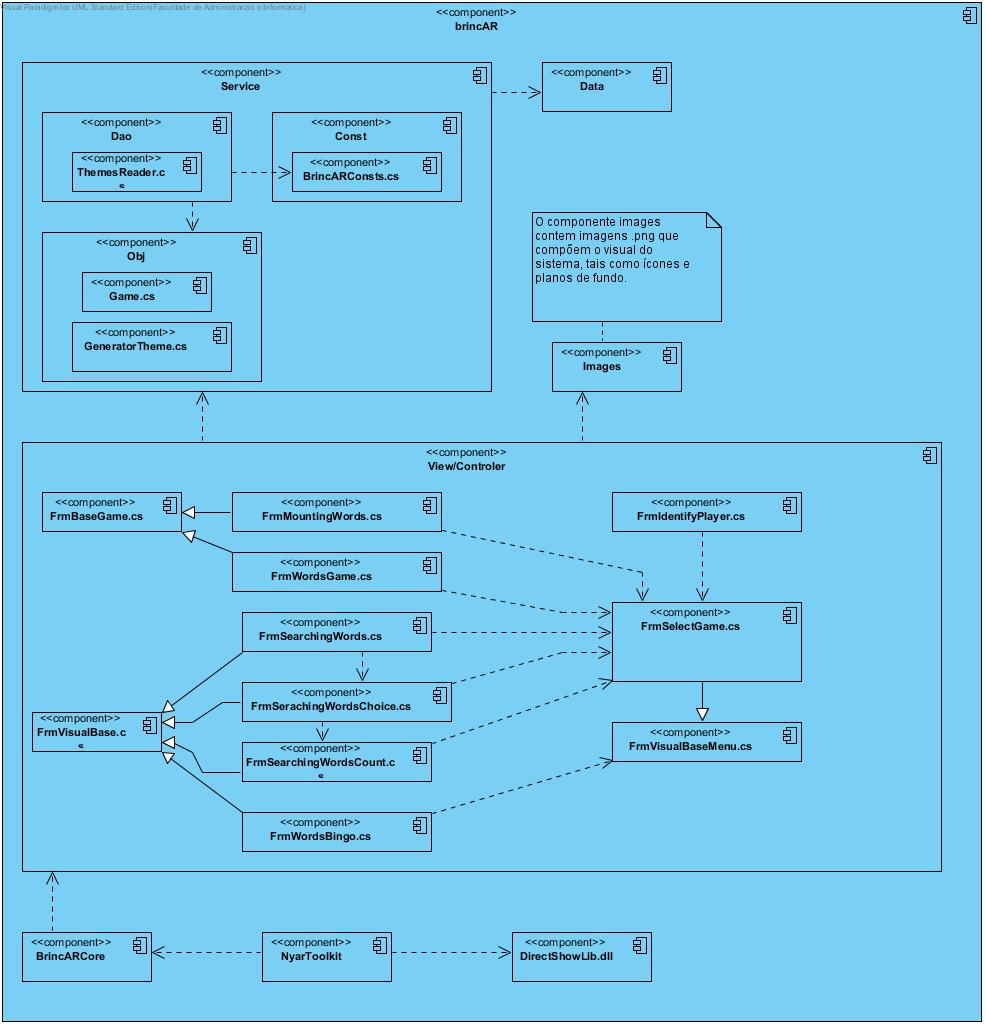 Visual Paradigm for UML Standard Edition(Faculdade de Administracao e Informatica)
<<component>>
brincAR
<<component>>
Service
<<component>>
Data
<<component>>
Dao
<<component>>
ThemesReader.c
s
<<component>>
Const
<<component>>
BrincARConsts.cs
<<component>>
Obj
<<component>>
Game.cs
<<component>>
GeneratorTheme.cs
O componente images
contem imagens .png que
compõem o visual do
sistema, tais como ícones e
planos de fundo.
<<component>>
Images
<<component>>
View/Controler
<<component>>
FrmBaseGame.cs
<<component>>
FrmMountingWords.cs
<<component>>
FrmIdentifyPlayer.cs
<<component>>
FrmWordsGame.cs
<<component>>
FrmSearchingWords.cs
<<component>>
FrmSelectGame.cs
<<component>>
FrmSerachingWordsChoice.cs
<<component>>
FrmVisualBase.c
s
<<component>>
FrmSearchingWordsCount.c
s
<<component>>
FrmVisualBaseMenu.cs
<<component>>
FrmWordsBingo.cs
<<component>>
BrincARCore
<<component>>
NyarToolkit
<<component>>
DirectShowLib.dll